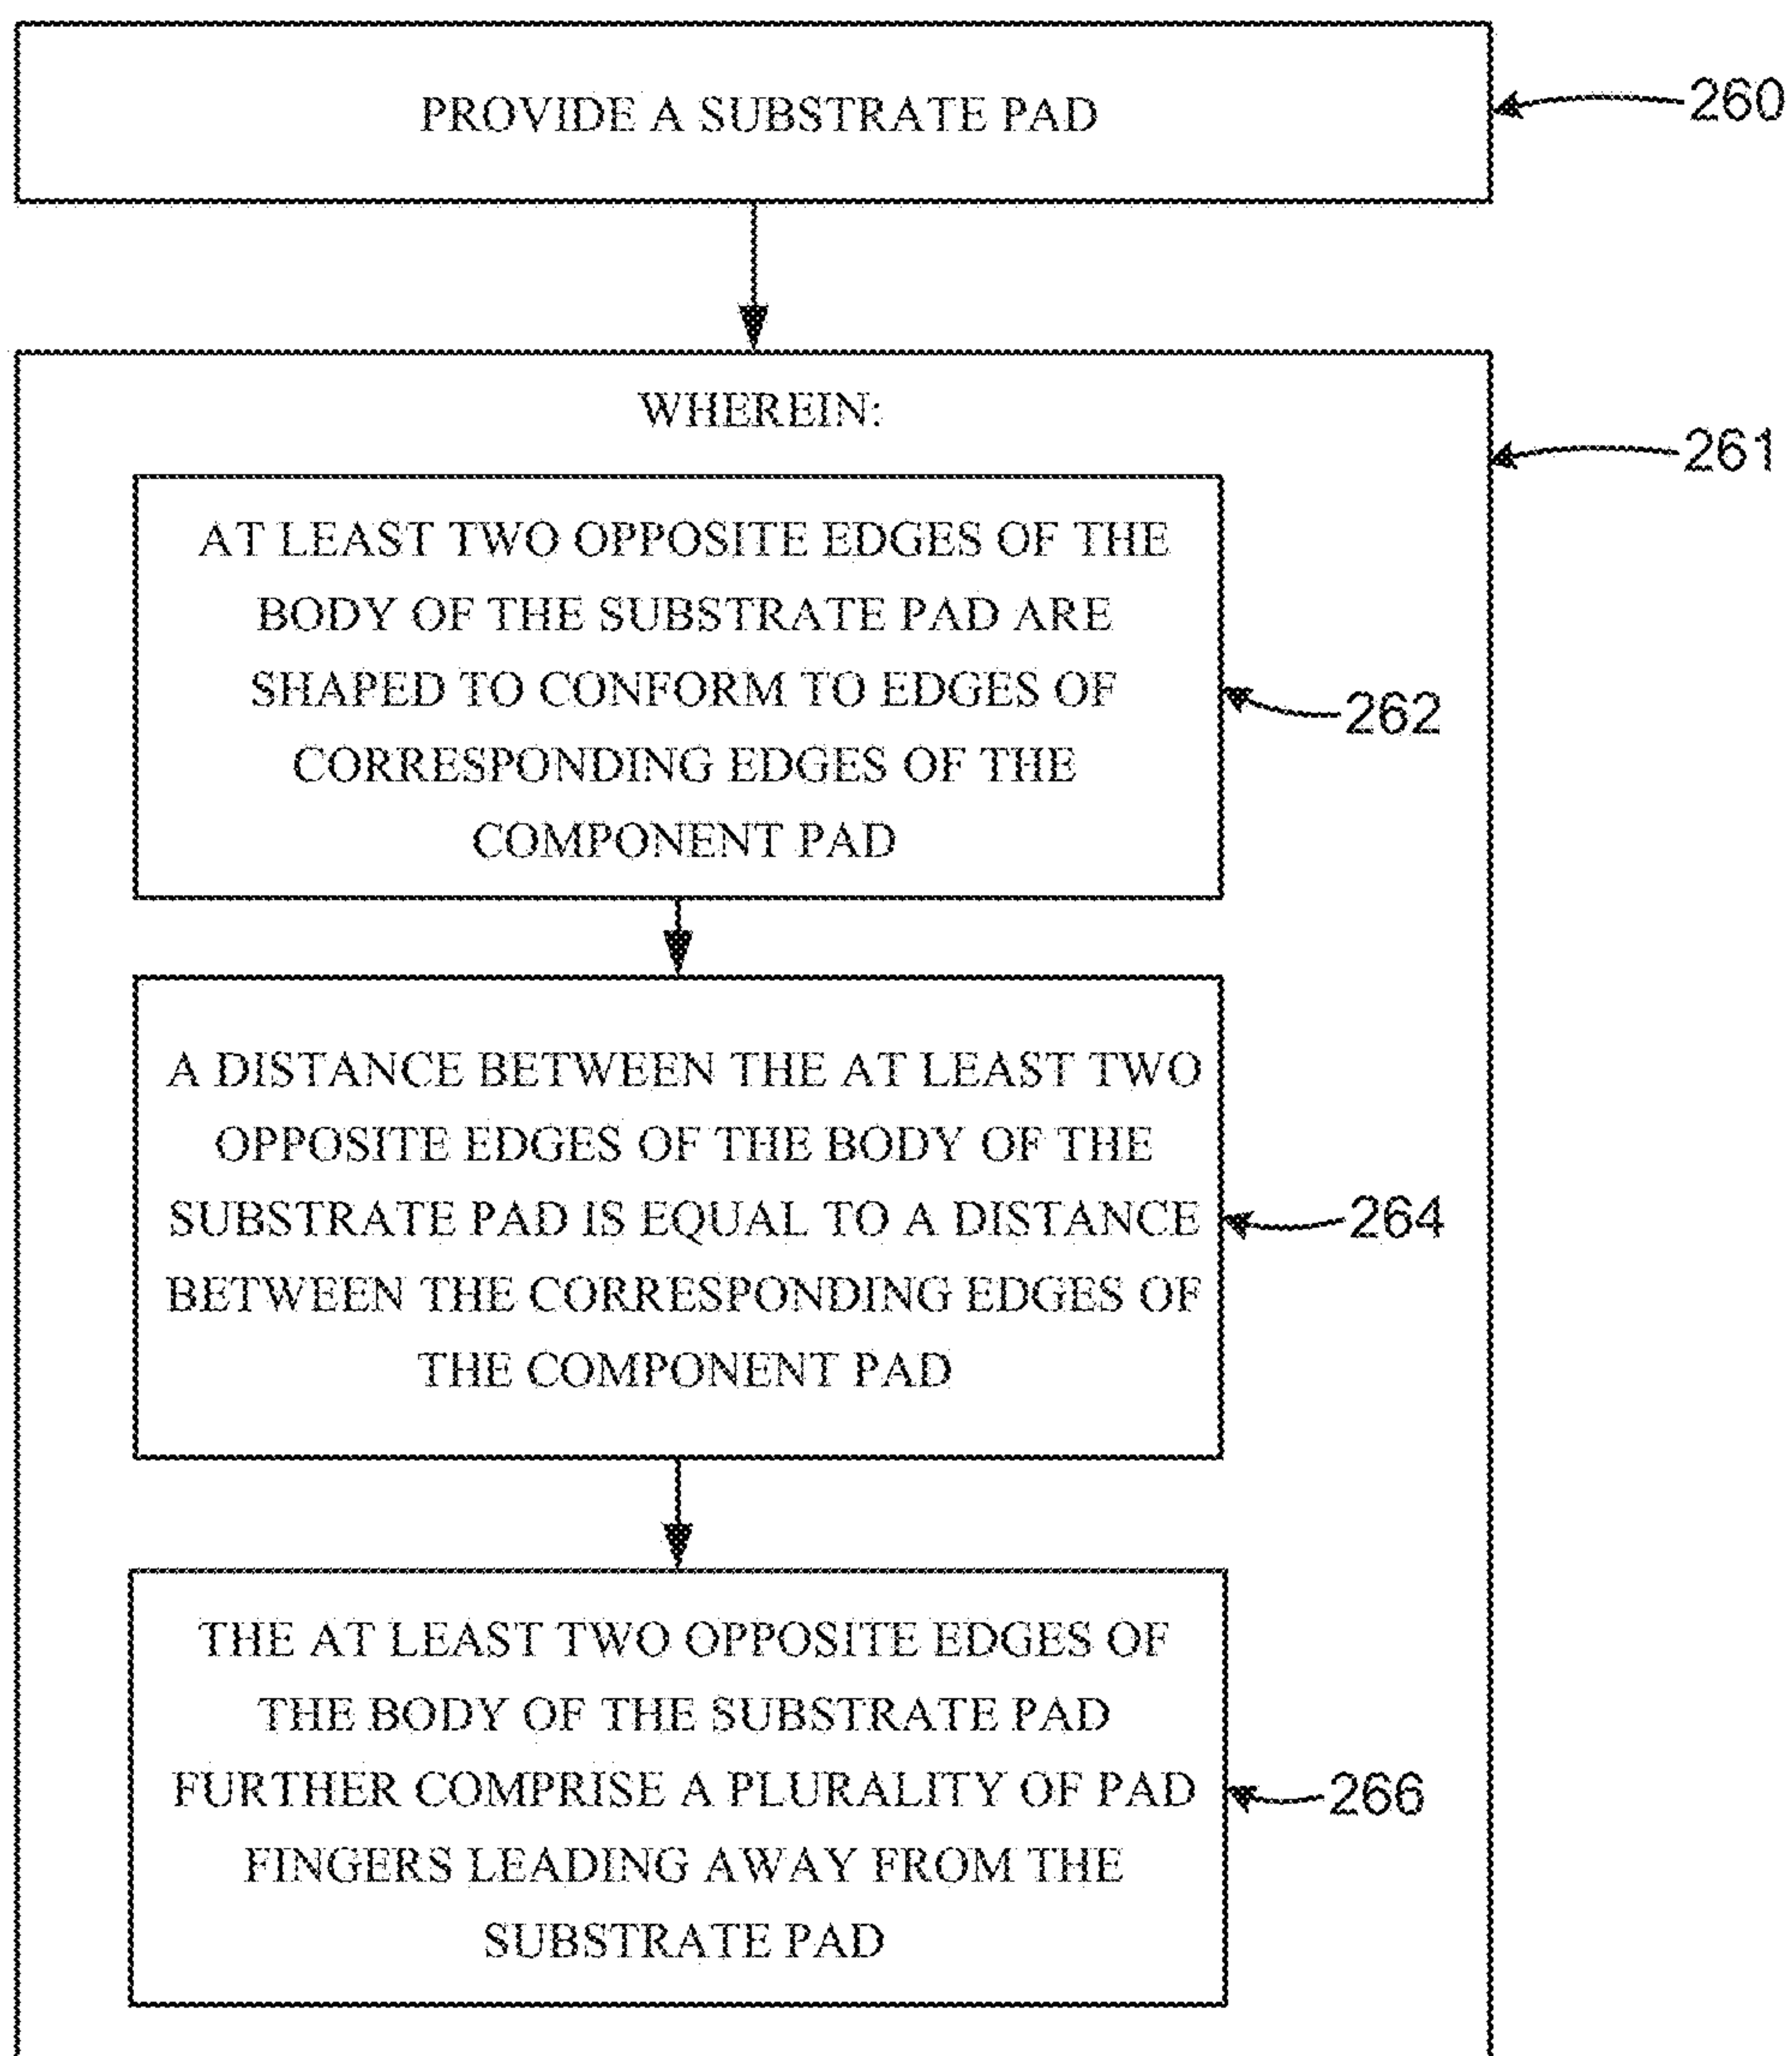 PROVIDE A SUBSTRATE PAD
260
WHEREIN:
261
AT LEAST TWO OPPOSITE EDGES OF THE
BODY OF THE SUBSTRATE PAD ARE
SHAPED TO CONFORM TO EDGES OF
CORRESPONDING EDGES OF THE
COMPONENT PAD
262
A DISTANCE BETWEEN THE AT LEAST TWO
OPPOSITE EDGES OF THE BODY OF THE
SUBSTRATE PAD IS EQUAL TO A DISTANCE
BETWEEN THE CORRESPONDING EDGES OF
THE COMPONENT PAD
264
THE AT LEAST TWO OPPOSITE EDGES OF
THE BODY OF THE SUBSTRATE PAD
FURTHER COMPRISE A PLURALITY OF PAD
FINGERS LEADING AWAY FROM THE
SUBSTRATE PAD
266